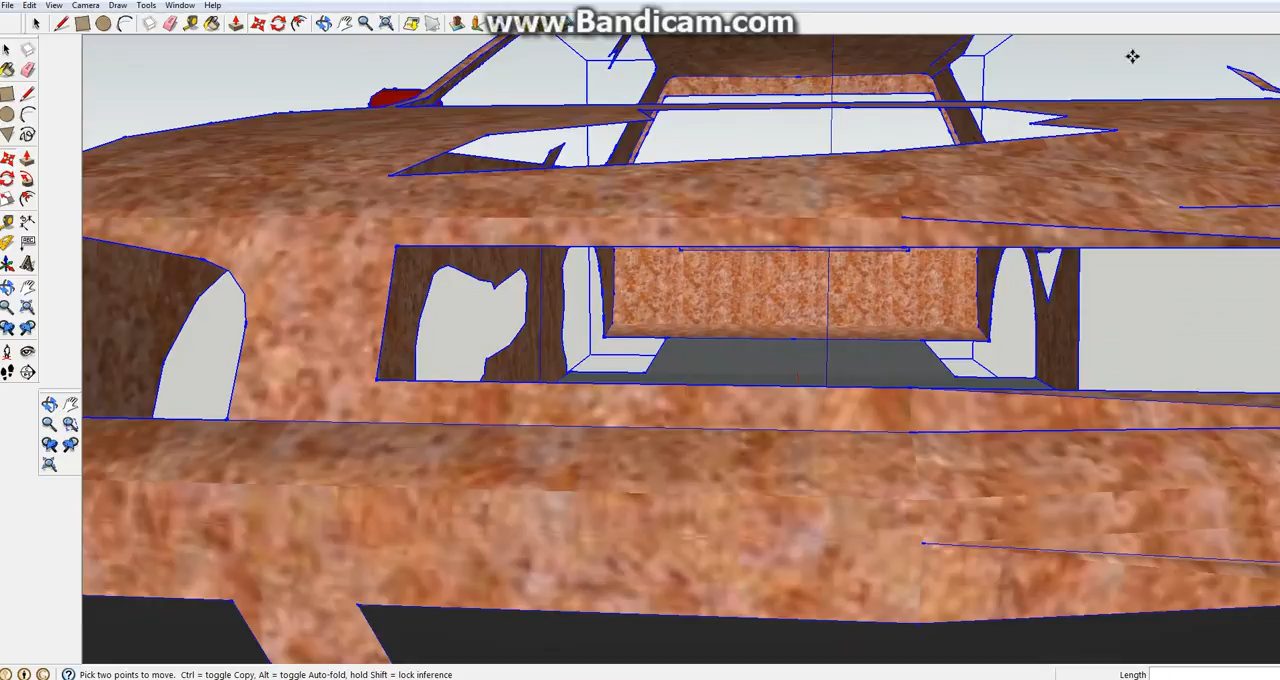 File Edit View Camera Draw Tools Window Help
www.Bandicam.com
Pick two points to move. Ctrl = toggle Copy, Alt = toggle Auto-fold, hold Shift = lock inference
Length